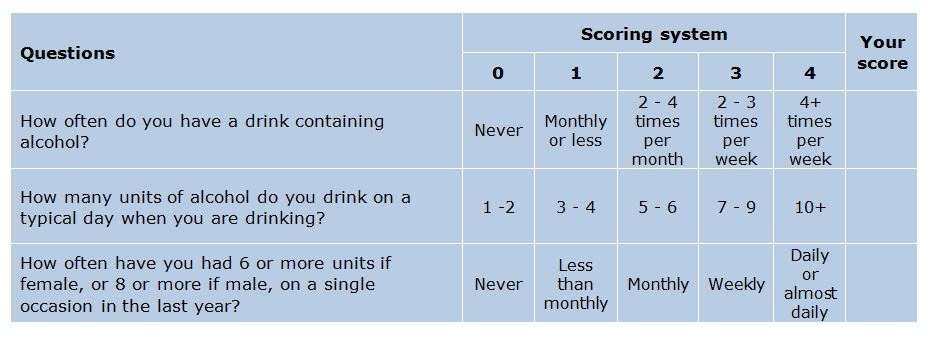 Questions
Scoring system
Your
score
0 1 2 3 4
How often do you have a drink containing
alcohol?
Never
Monthly
or less
2 - 4
times
per
month
2 - 3
times
per
week
4+
times
per
week
How many units of alcohol do you drink on a
typical day when you are drinking?
1 -2
3 - 4
5 - 6
7 - 9
10+
How often have you had 6 or more units if
female, or 8 or more if male, on a single
occasion in the last year?
Never
Less
than
monthly
Monthly
Weekly
Daily
or
almost
daily